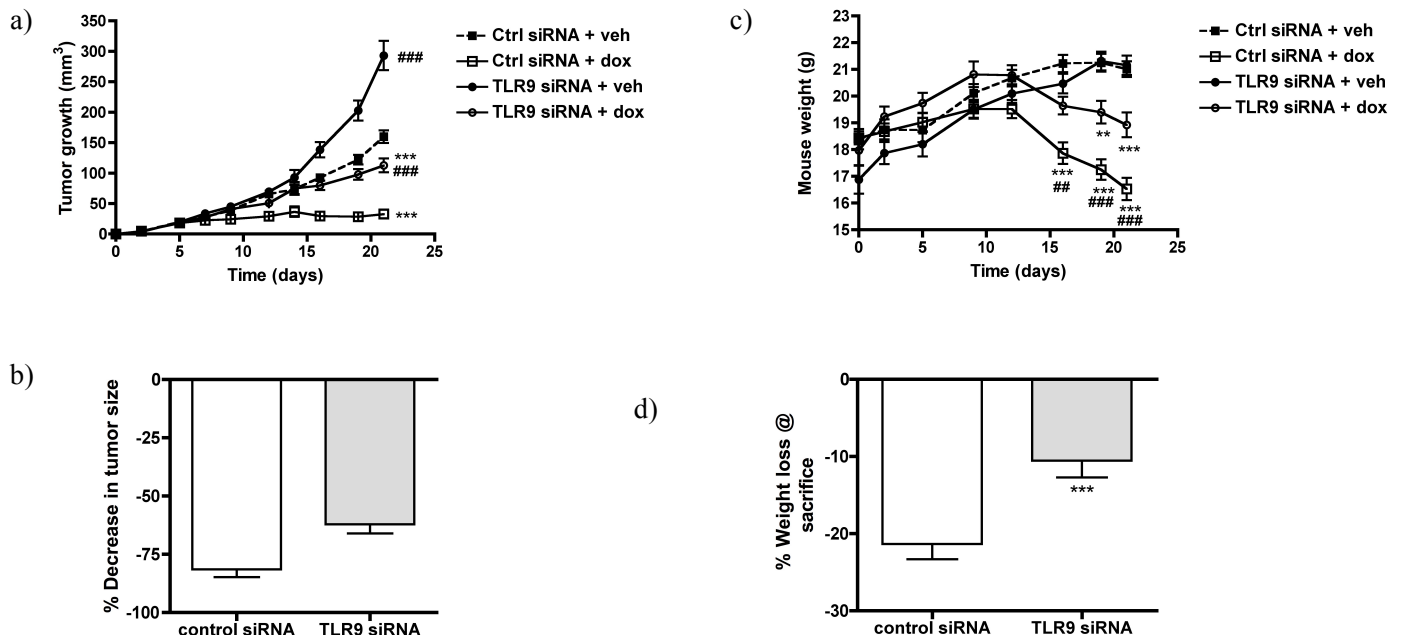 a)
350
300
250
200
150
100
50
0
Tumor growth (mm³)
0 5 10 15 20 25
Time (days)
###
***
###
***
Ctrl siRNA + veh
Ctrl siRNA + dox
TLR9 siRNA + veh
TLR9 siRNA + dox
c)
23
22
21
20
19
18
17
16
15
Mouse weight (g)
0 5 10 15 20 25
Time (days)
**
***
***
##
***
###
***
###
Ctrl siRNA + veh
Ctrl siRNA + dox
TLR9 siRNA + veh
TLR9 siRNA + dox
b)
0
-25
-50
-75
-100
% Decrease in tumor size
control siRNA TLR9 siRNA
d)
0
-10
-20
-30
% Weight loss @
sacrifice
***
control siRNA TLR9 siRNA